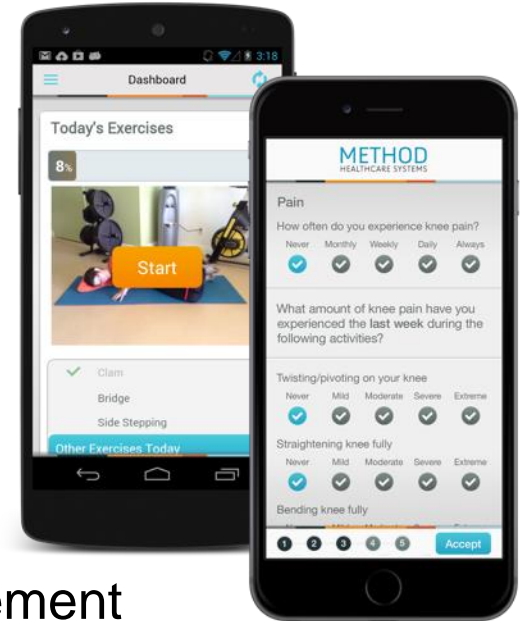 3:18
Dashboard
Today's Exercises
8%
Start
Clam
Bridge
Side Stepping
Other Exercises Today
METHOD
HEALTHCARE SYSTEMS
Pain
How often do you experience knee pain?
Never Monthly Weekly Daily Always
What amount of knee pain have you
experienced the last week during the
following activities?
Twisting/pivoting on your knee
Never Mild Moderate Severe Extreme
Straightening knee fully
Never Mild Moderate Severe Extreme
Bending knee fully
1 2 3 4 5 Accept
ement